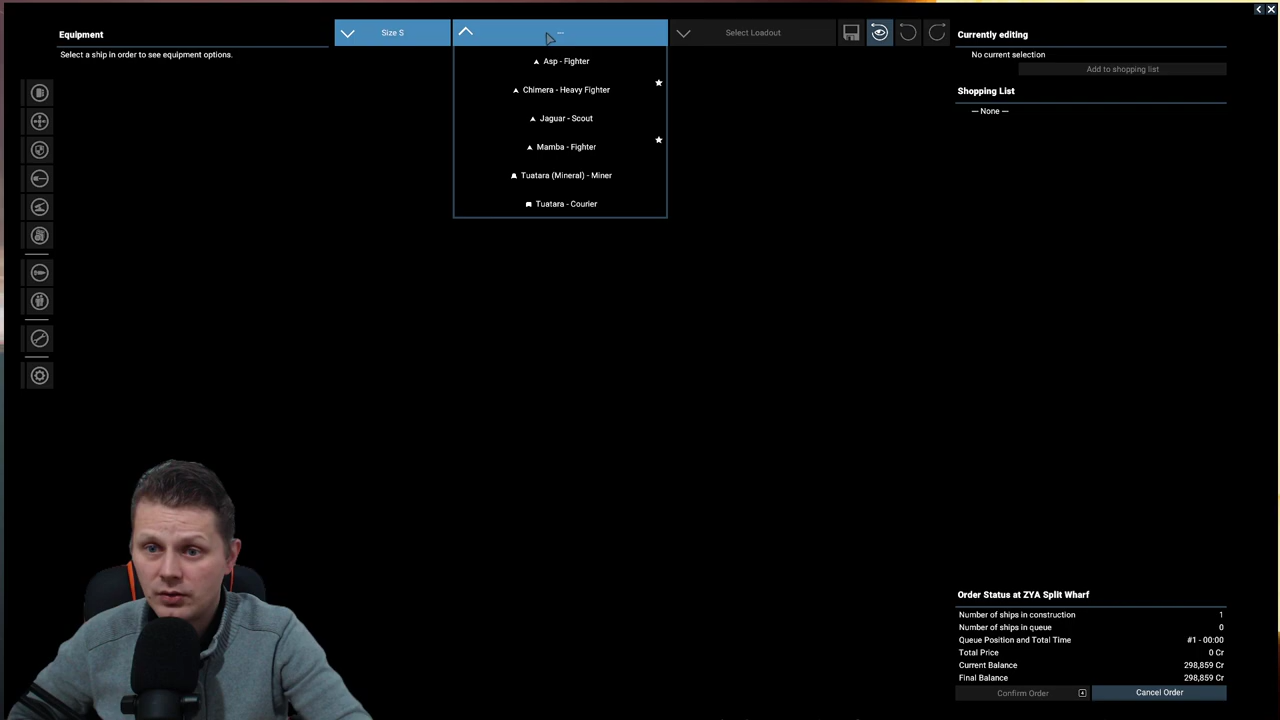 Equipment
Select a ship in order to see equipment options.
Size S
---
Select Loadout
Asp - Fighter
Chimera - Heavy Fighter
Jaguar - Scout
Mamba - Fighter
Tuatara (Mineral) - Miner
Tuatara - Courier
Currently editing
No current selection
Add to shopping list
Shopping List
— None —
Order Status at ZYA Split Wharf
Number of ships in construction 1
Number of ships in queue 0
Queue Position and Total Time #1 - 00:00
Total Price 0 Cr
Current Balance 298,859 Cr
Final Balance 298,859 Cr
Confirm Order
Cancel Order